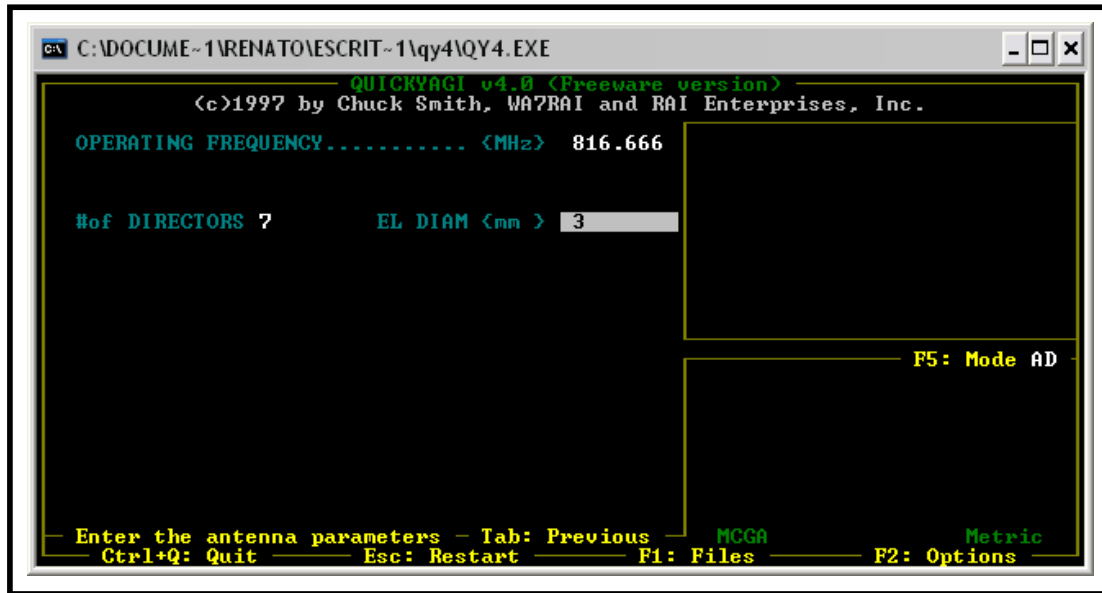 C:\DOCUME~1\RENATO\ESCRIT~1\qy4\QY4.EXE
QUICKYAGI v4.0 (Freeware version)
(c)1997 by Chuck Smith, WA7RAI and RAI Enterprises, Inc.
OPERATING FREQUENCY........... (MHz) 816.666
#of DIRECTORS 7 EL DIAM (mm ) 3
F5: Mode AD
Enter the antenna parameters - Tab: Previous
MCGA Metric
Ctrl+Q: Quit Esc: Restart F1: Files F2: Options